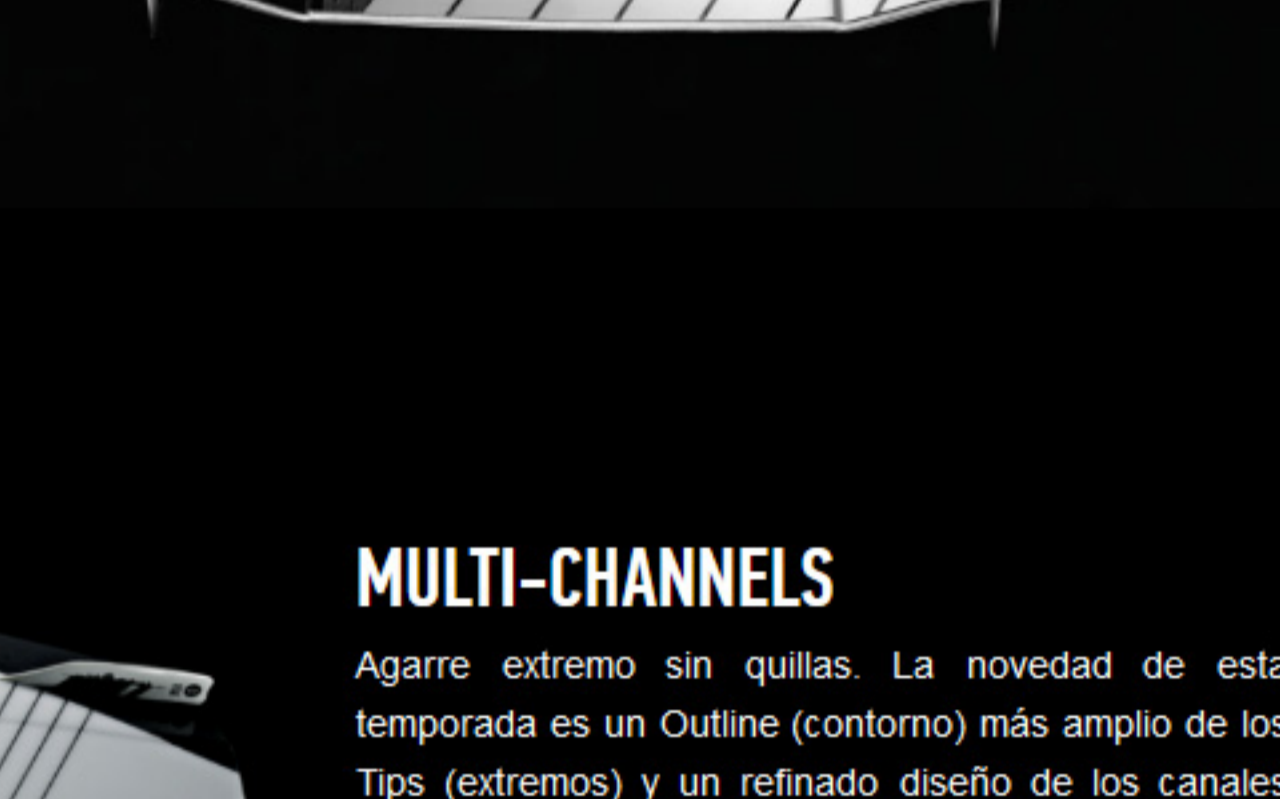 MULTI-CHANNELS
Agarre extremo sin quillas. La novedad de esta
temporada es un Outline (contorno) más amplio de los
Tips (extremos) y un refinado diseño de los canales